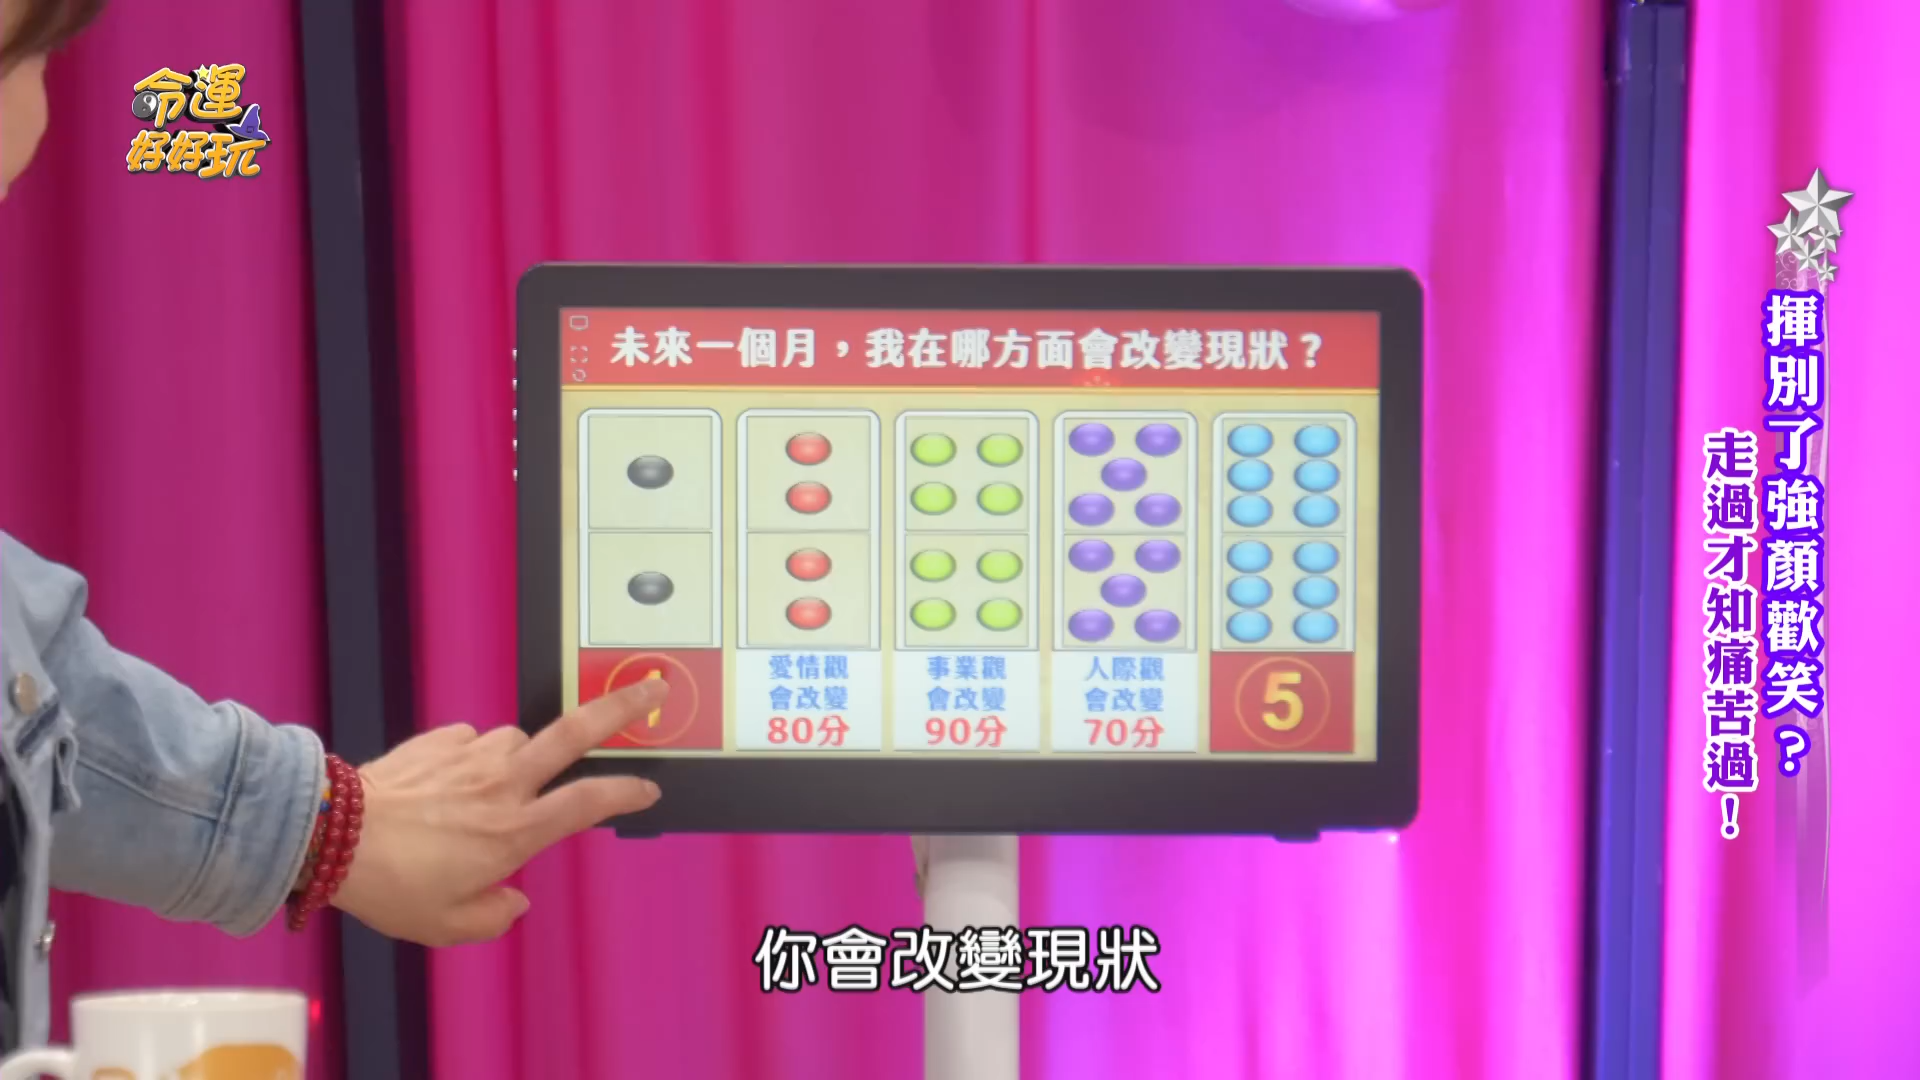 命運
好好玩
未來一個月，我在哪方面會改變現狀？
1
愛情觀
會改變
80分
事業觀
會改變
90分
人際觀
會改變
70分
5
揮別了強顏歡笑？
走過才知痛苦過！
你會改變現狀